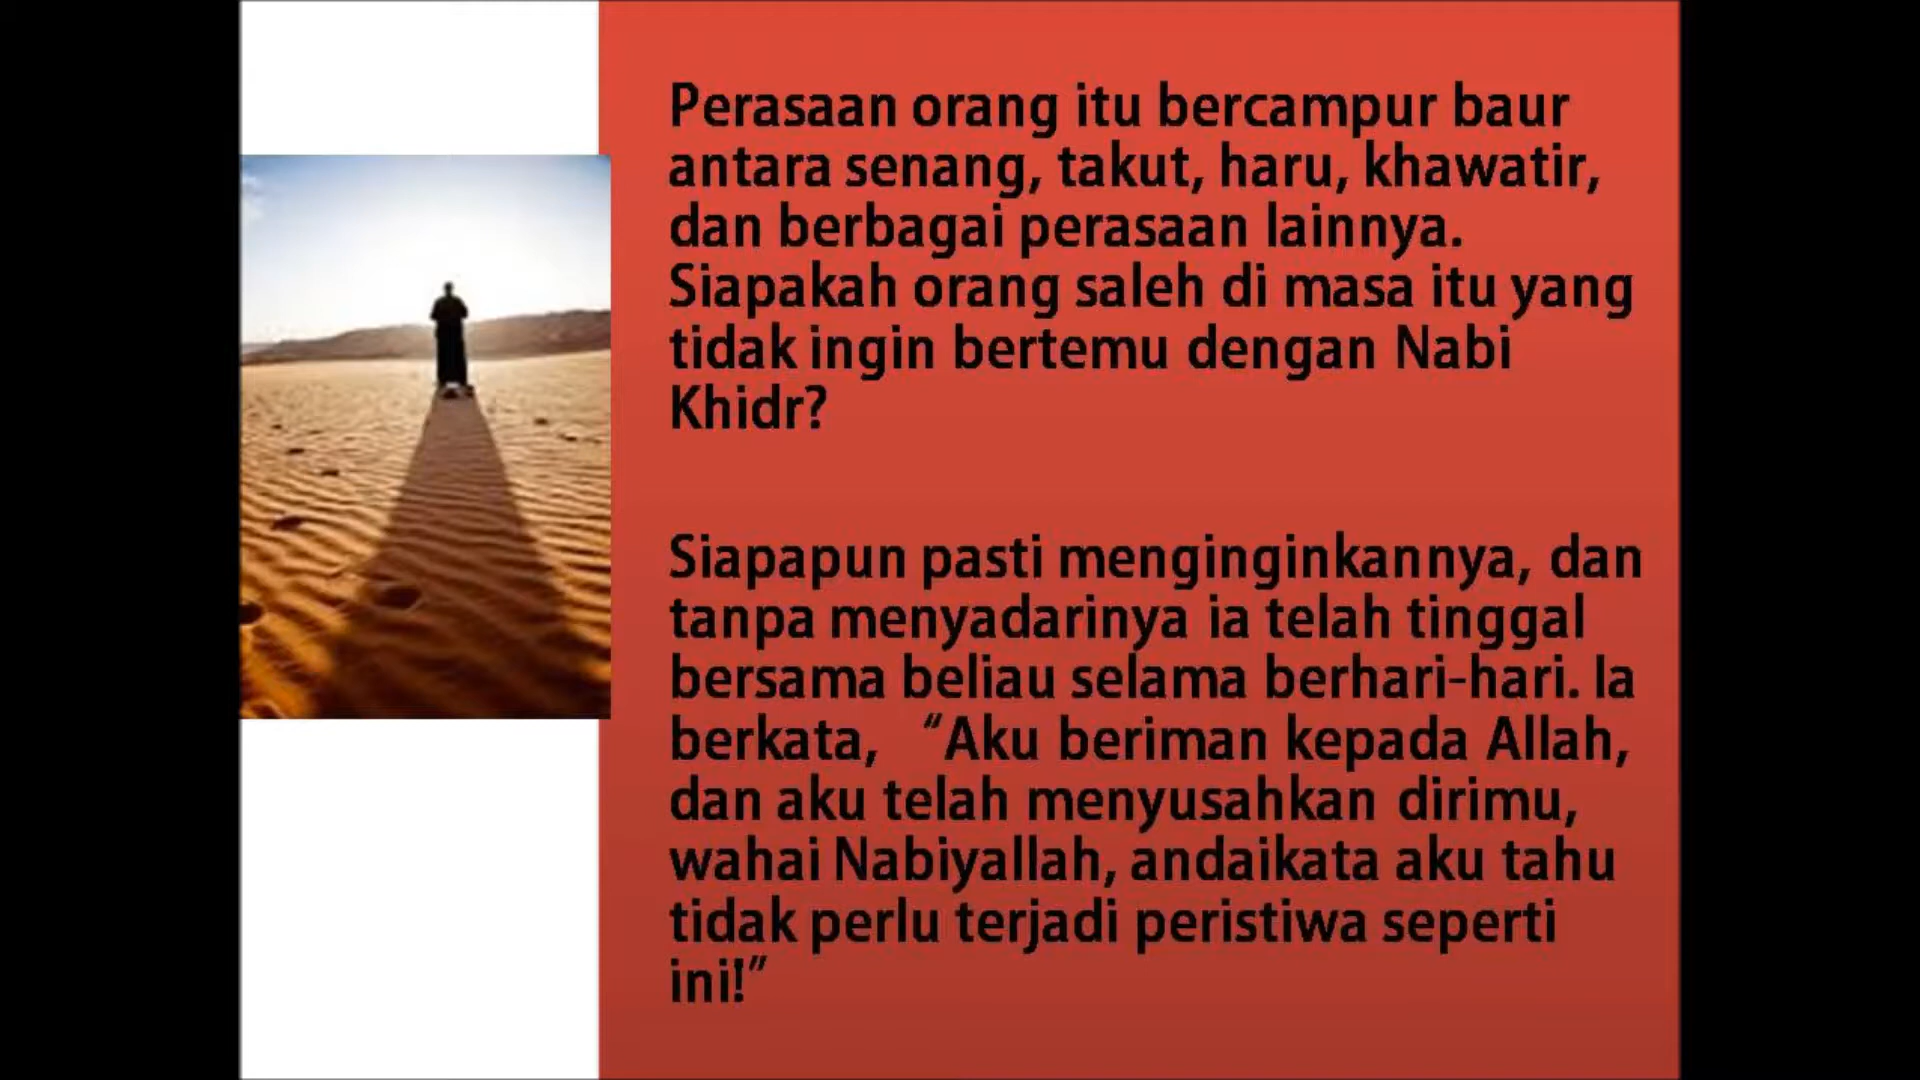 Perasaan orang itu bercampur baur
antara senang, takut, haru, khawatir,
dan berbagai perasaan lainnya.
Siapakah orang saleh di masa itu yang
tidak ingin bertemu dengan Nabi
Khidr?
Siapapun pasti menginginkannya, dan
tanpa menyadarinya ia telah tinggal
bersama beliau selama berhari-hari. Ia
berkata, “Aku beriman kepada Allah,
dan aku telah menyusahkan dirimu,
wahai Nabiyallah, andaikata aku tahu
tidak perlu terjadi peristiwa seperti
ini!”